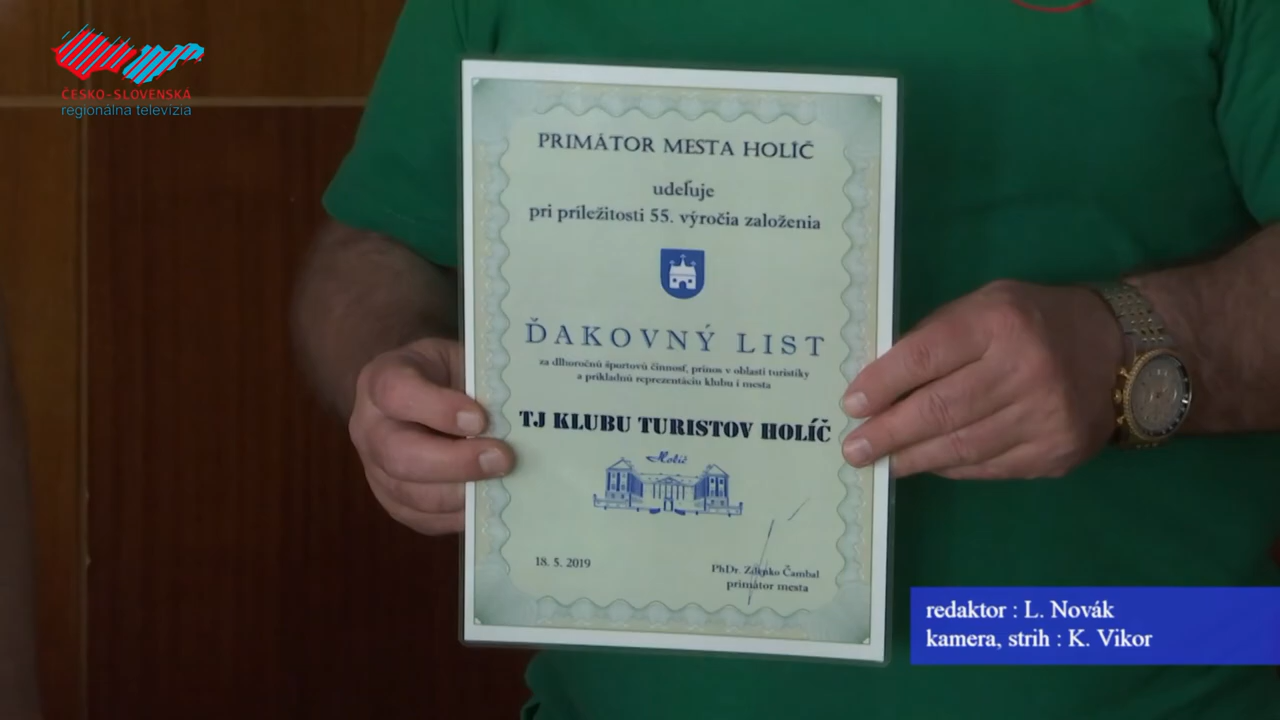 ČESKO-SLOVENSKÁ
regionálna televízia
PRIMÁTOR MESTA HOLÍČ
udeľuje
pri príležitosti 55. výročia založenia
ĎAKOVNÝ LIST
za dlhoročnú športovú činnosť, prínos v oblasti turistiky
a príkladnú reprezentáciu klubu i mesta
TJ KLUBU TURISTOV HOLÍČ
Holíč
18. 5. 2019
PhDr. Zdenko Čambal
primátor mesta
redaktor : L. Novák
kamera, strih : K. Vikor